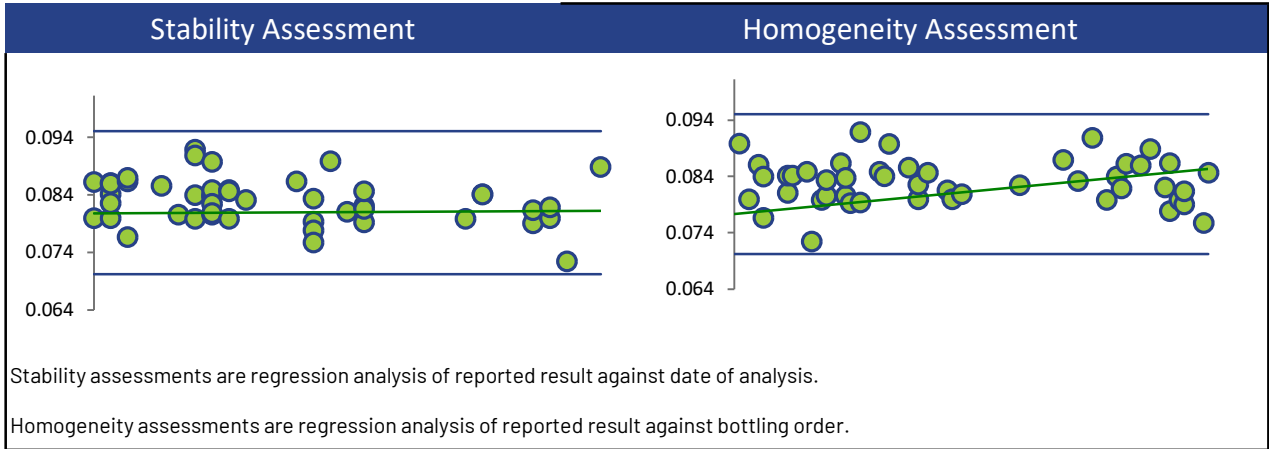 Stability Assessment
Homogeneity Assessment
0.094
0.084
0.074
0.064
0.094
0.084
0.074
0.064
Stability assessments are regression analysis of reported result against date of analysis.
Homogeneity assessments are regression analysis of reported result against bottling order.